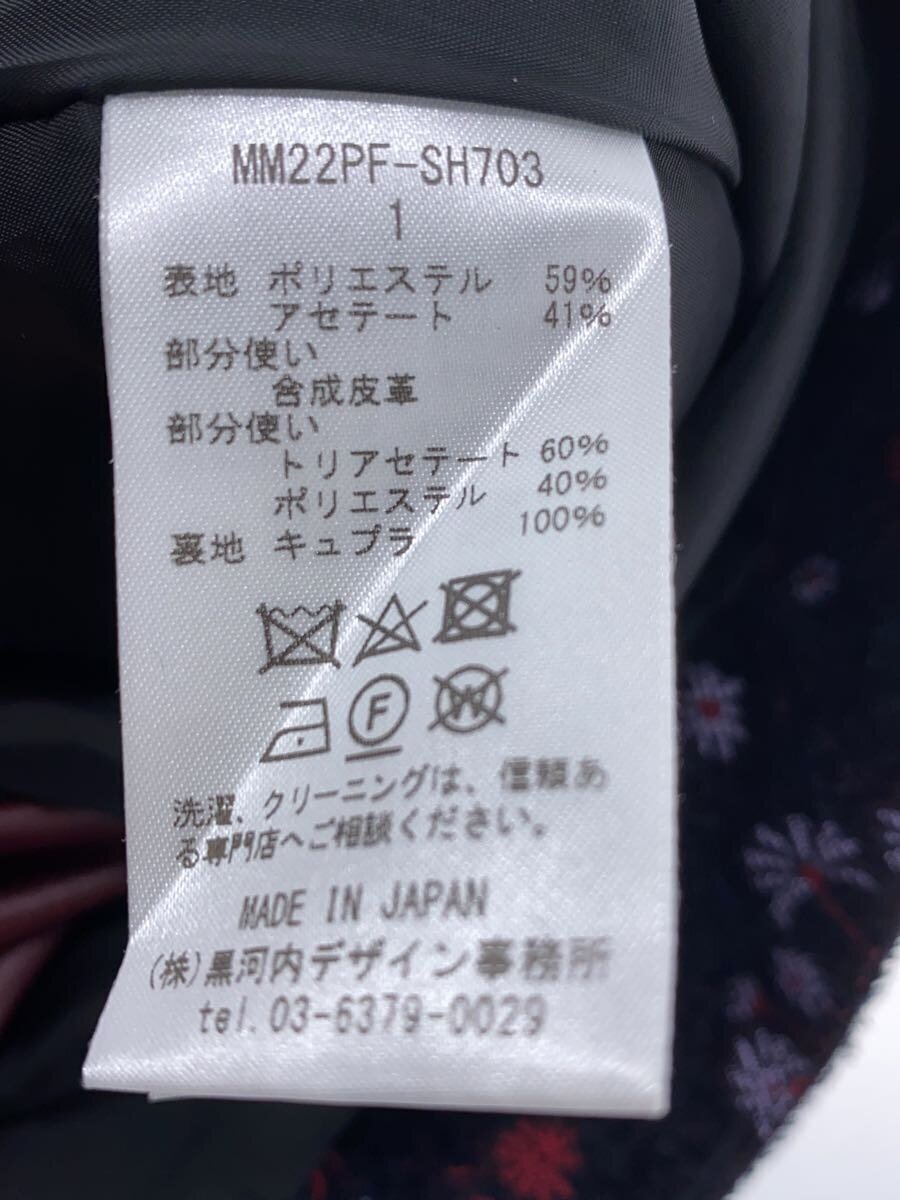 MM22PF-SH703
1
表地 ポリエステル 59%
アセテート 41%
部分使い
合成皮革
部分使い
トリアセテート 60%
ポリエステル 40%
裏地 キュプラ 100%
F W
洗濯、クリーニングは、信頼あ
る専門店へご相談ください。
MADE IN JAPAN
(株)黒河内デザイン事務所
tel.03-6379-0029